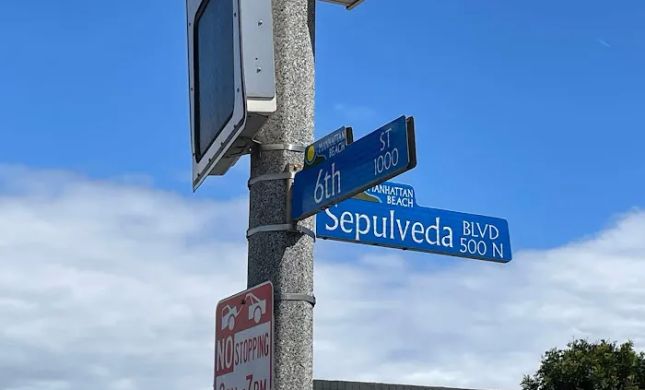 MANHATTAN
BEACH
6th ST
1000
MANHATTAN
BEACH
Sepulveda BLVD
500 N
NO STOPPING